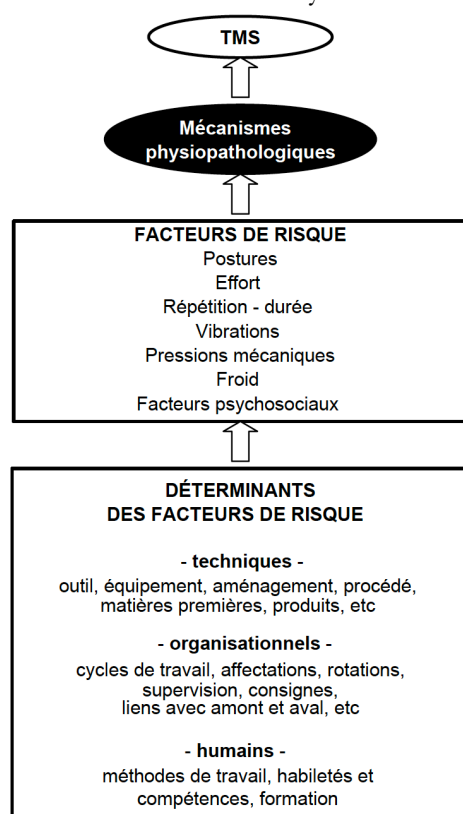 TMS
Mécanismes
physiopathologiques
FACTEURS DE RISQUE
Postures
Effort
Répétition - durée
Vibrations
Pressions mécaniques
Froid
Facteurs psychosociaux
DÉTERMINANTS
DES FACTEURS DE RISQUE
- techniques -
outil, équipement, aménagement, procédé,
matières premières, produits, etc
- organisationnels -
cycles de travail, affectations, rotations,
supervision, consignes,
liens avec amont et aval, etc
- humains -
méthodes de travail, habiletés et
compétences, formation